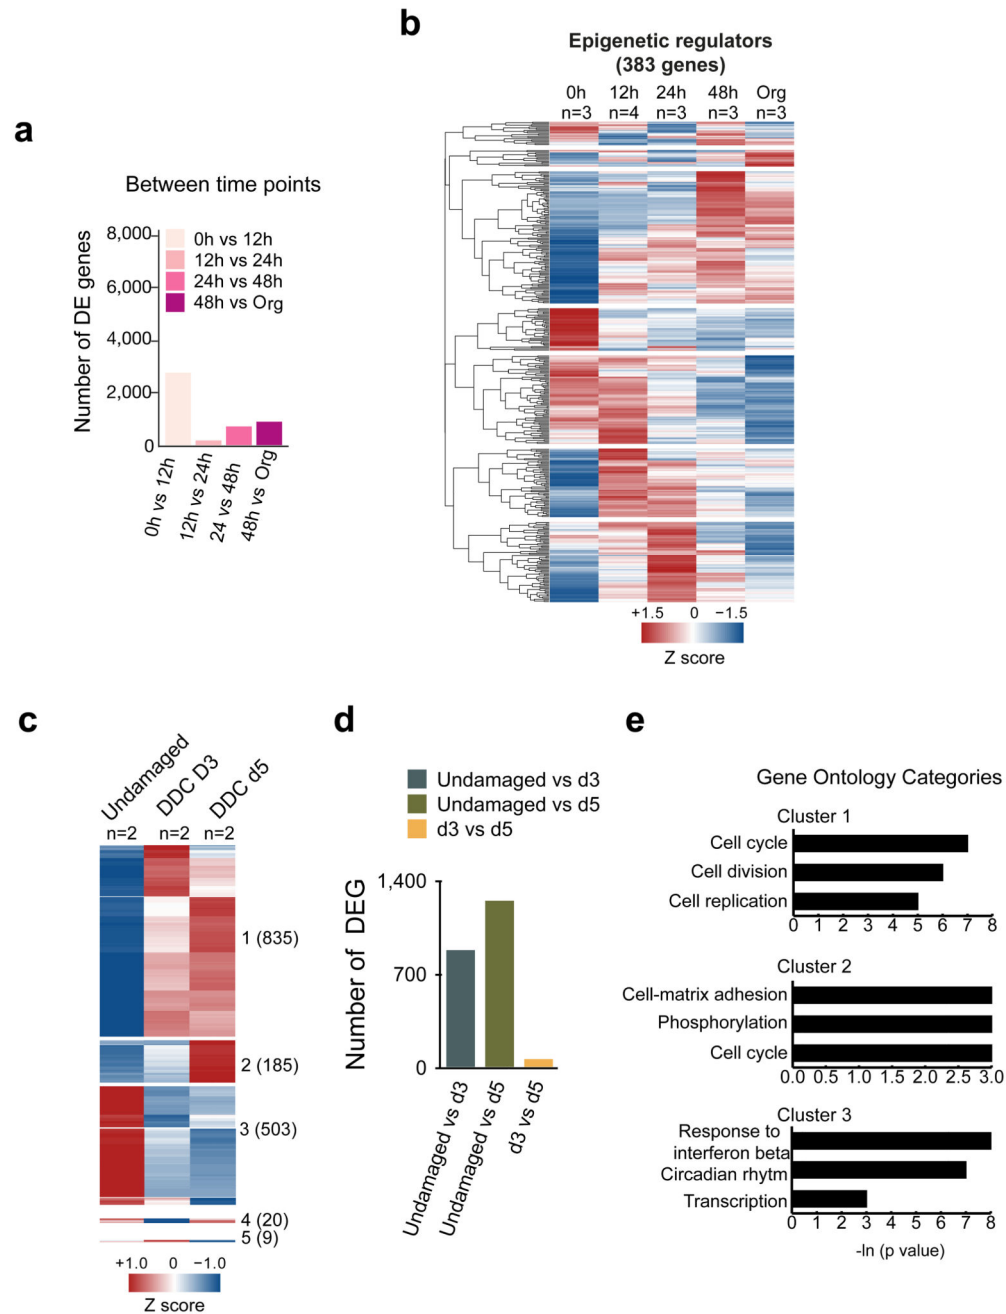 a
Between time points
Number of DE genes
8,000
6,000
4,000
2,000
0
0h vs 12h
12h vs 24h
24h vs 48h
48h vs Org
0h vs 12h
12h vs 24h
24 vs 48h
48h vs Org
b
Epigenetic regulators
(383 genes)
0h 12h 24h 48h Org
n=3 n=4 n=3 n=3 n=3
+1.5 0 −1.5
Z score
c
Undamaged
DDC D3
DDC d5
n=2 n=2 n=2
1 (835)
2 (185)
3 (503)
4 (20)
5 (9)
+1.0 0 −1.0
Z score
d
Undamaged vs d3
Undamaged vs d5
d3 vs d5
Number of DEG
1,400
700
0
Undamaged vs d3
Undamaged vs d5
d3 vs d5
e
Gene Ontology Categories
Cluster 1
Cell cycle
Cell division
Cell replication
0 1 2 3 4 5 6 7 8
Cluster 2
Cell-matrix adhesion
Phosphorylation
Cell cycle
0.0 0.5 1.0 1.5 2.0 2.5 3.0
Cluster 3
Response to
interferon beta
Circadian rhytm
Transcription
0 1 2 3 4 5 6 7 8
-ln (p value)